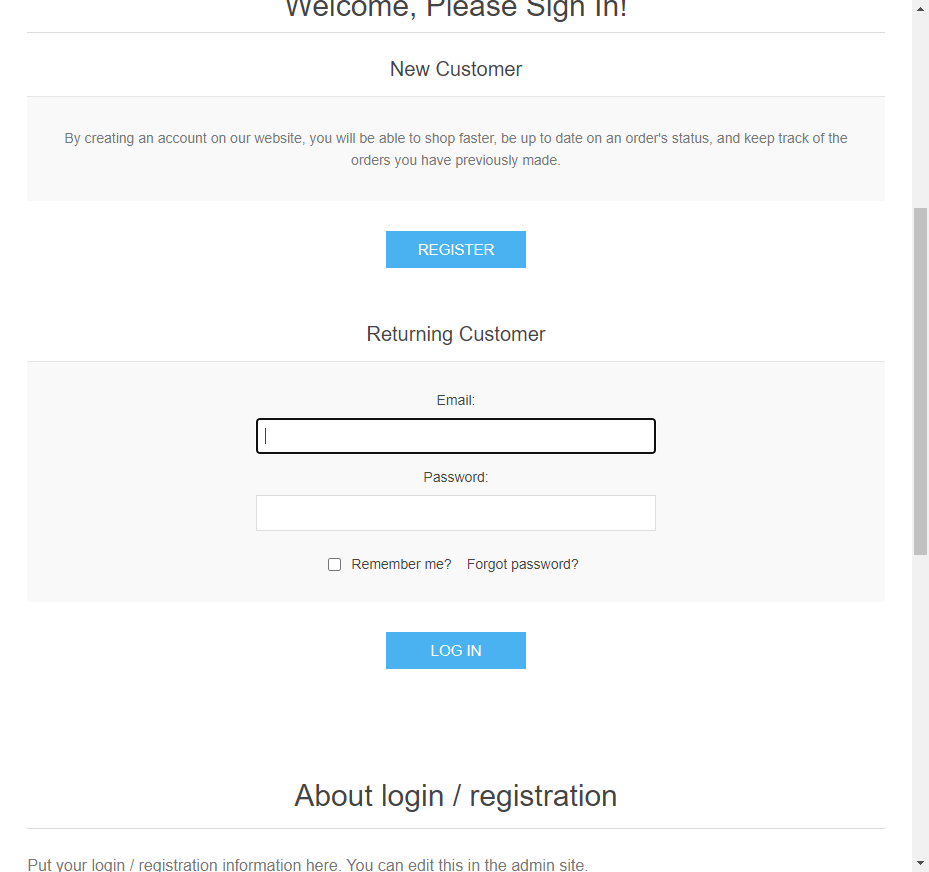 Welcome, Please Sign In!
New Customer
By creating an account on our website, you will be able to shop faster, be up to date on an order's status, and keep track of the
orders you have previously made.
REGISTER
Returning Customer
Email:
Password:
Remember me? Forgot password?
LOG IN
About login / registration
Put your login / registration information here. You can edit this in the admin site.